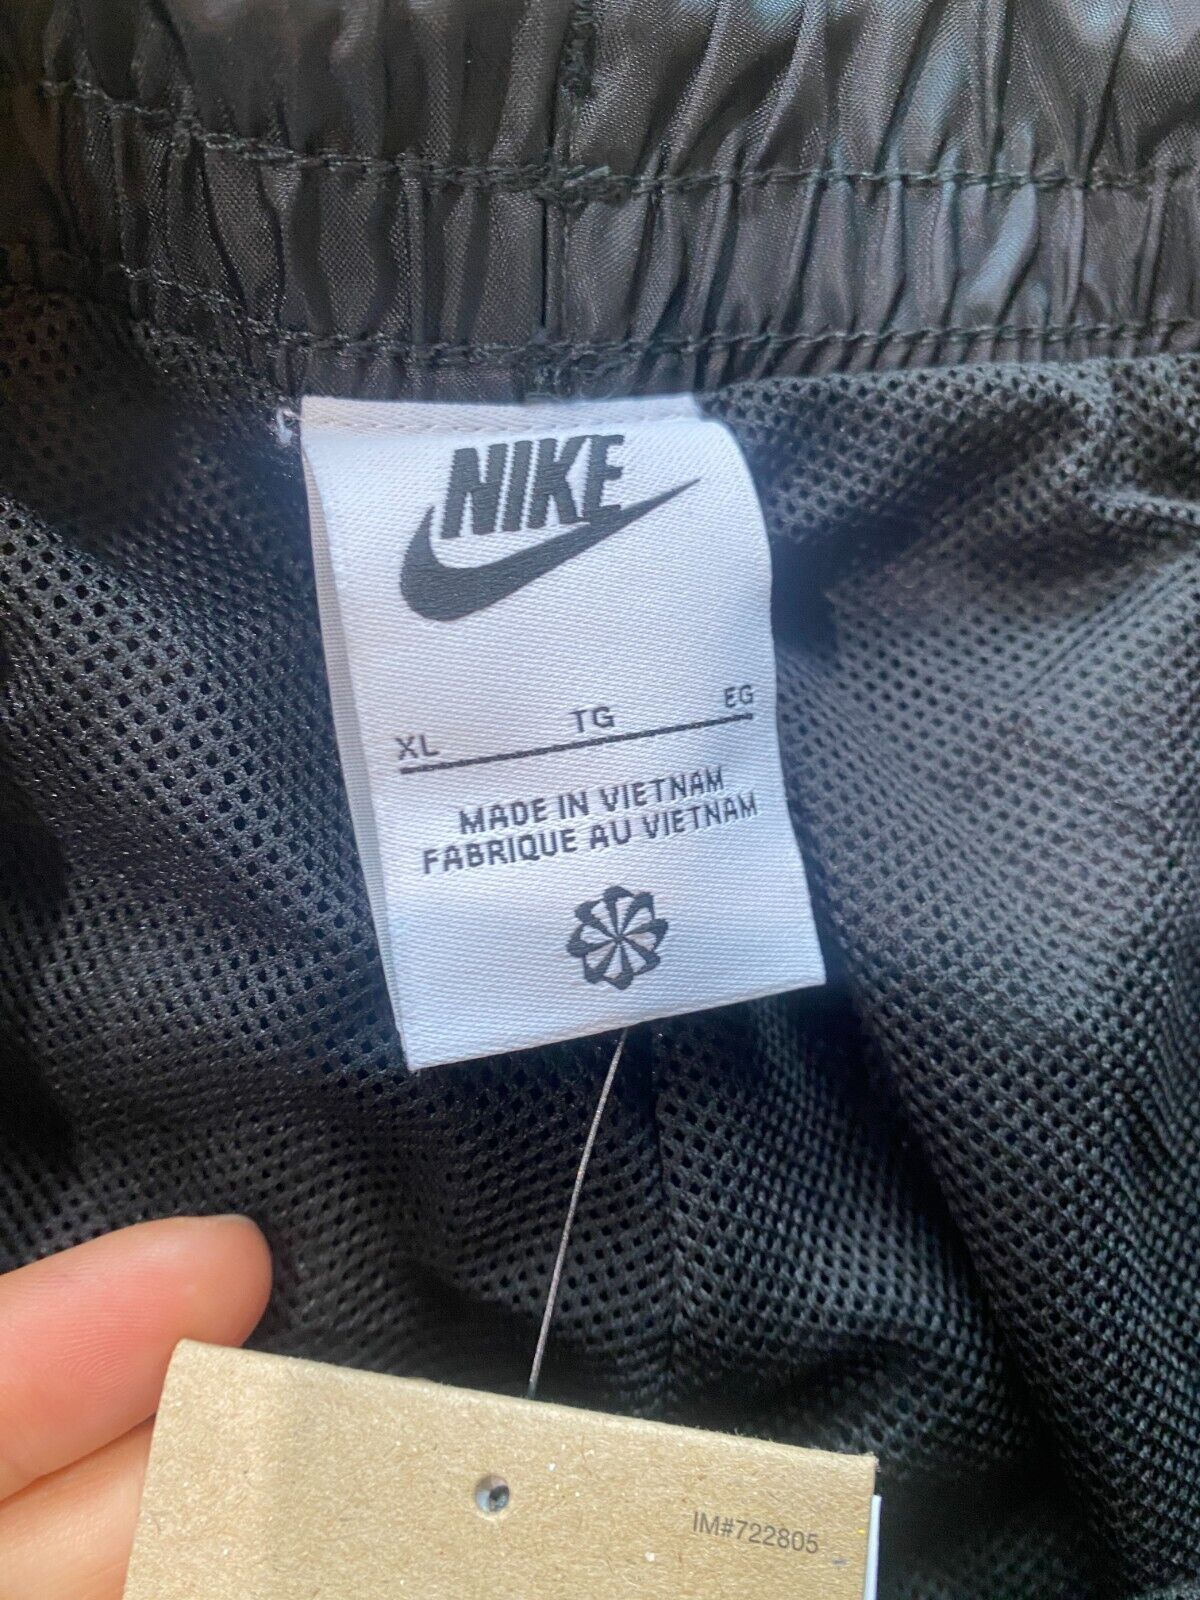 NIKE
XL TG EG
MADE IN VIETNAM
FABRIQUE AU VIETNAM
IM#722805